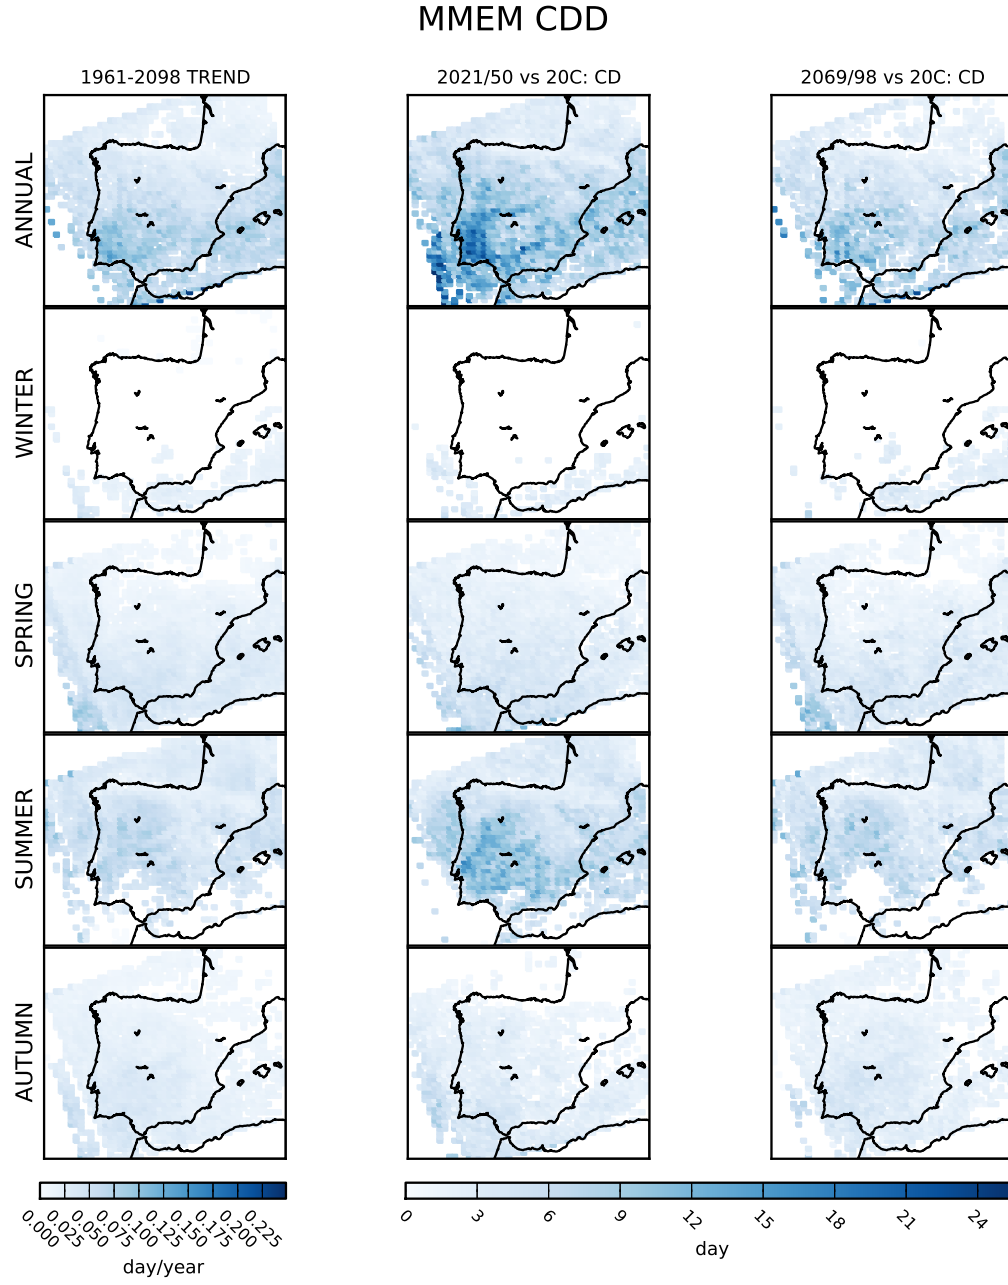 MMEM CDD
1961-2098 TREND
2021/50 vs 20C: CD
2069/98 vs 20C: CD
ANNUAL
WINTER
SPRING
SUMMER
AUTUMN
0.000 0.025 0.050 0.075 0.100 0.125 0.150 0.175 0.200 0.225
day/year
0 3 6 9 12 15 18 21 24
day